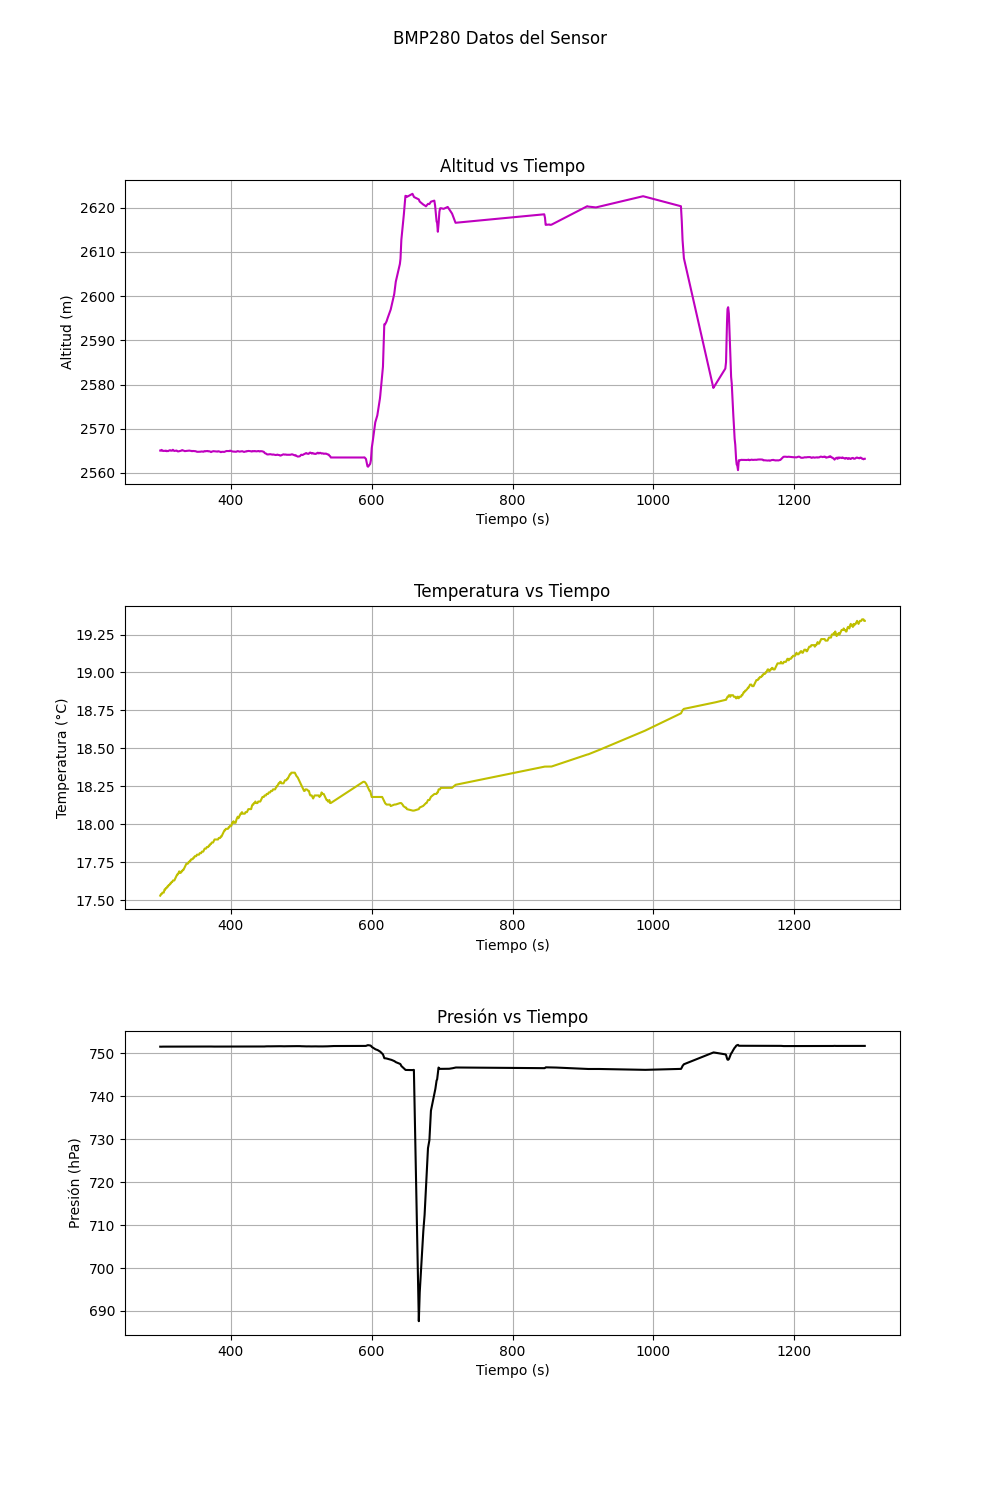 BMP280 Datos del Sensor
Altitud vs Tiempo
2620
2610
2600
2590
2580
2570
2560
Altitud (m)
400 600 800 1000 1200
Tiempo (s)
Temperatura vs Tiempo
19.25
19.00
18.75
18.50
18.25
18.00
17.75
17.50
Temperatura (°C)
400 600 800 1000 1200
Tiempo (s)
Presión vs Tiempo
750
740
730
720
710
700
690
Presión (hPa)
400 600 800 1000 1200
Tiempo (s)